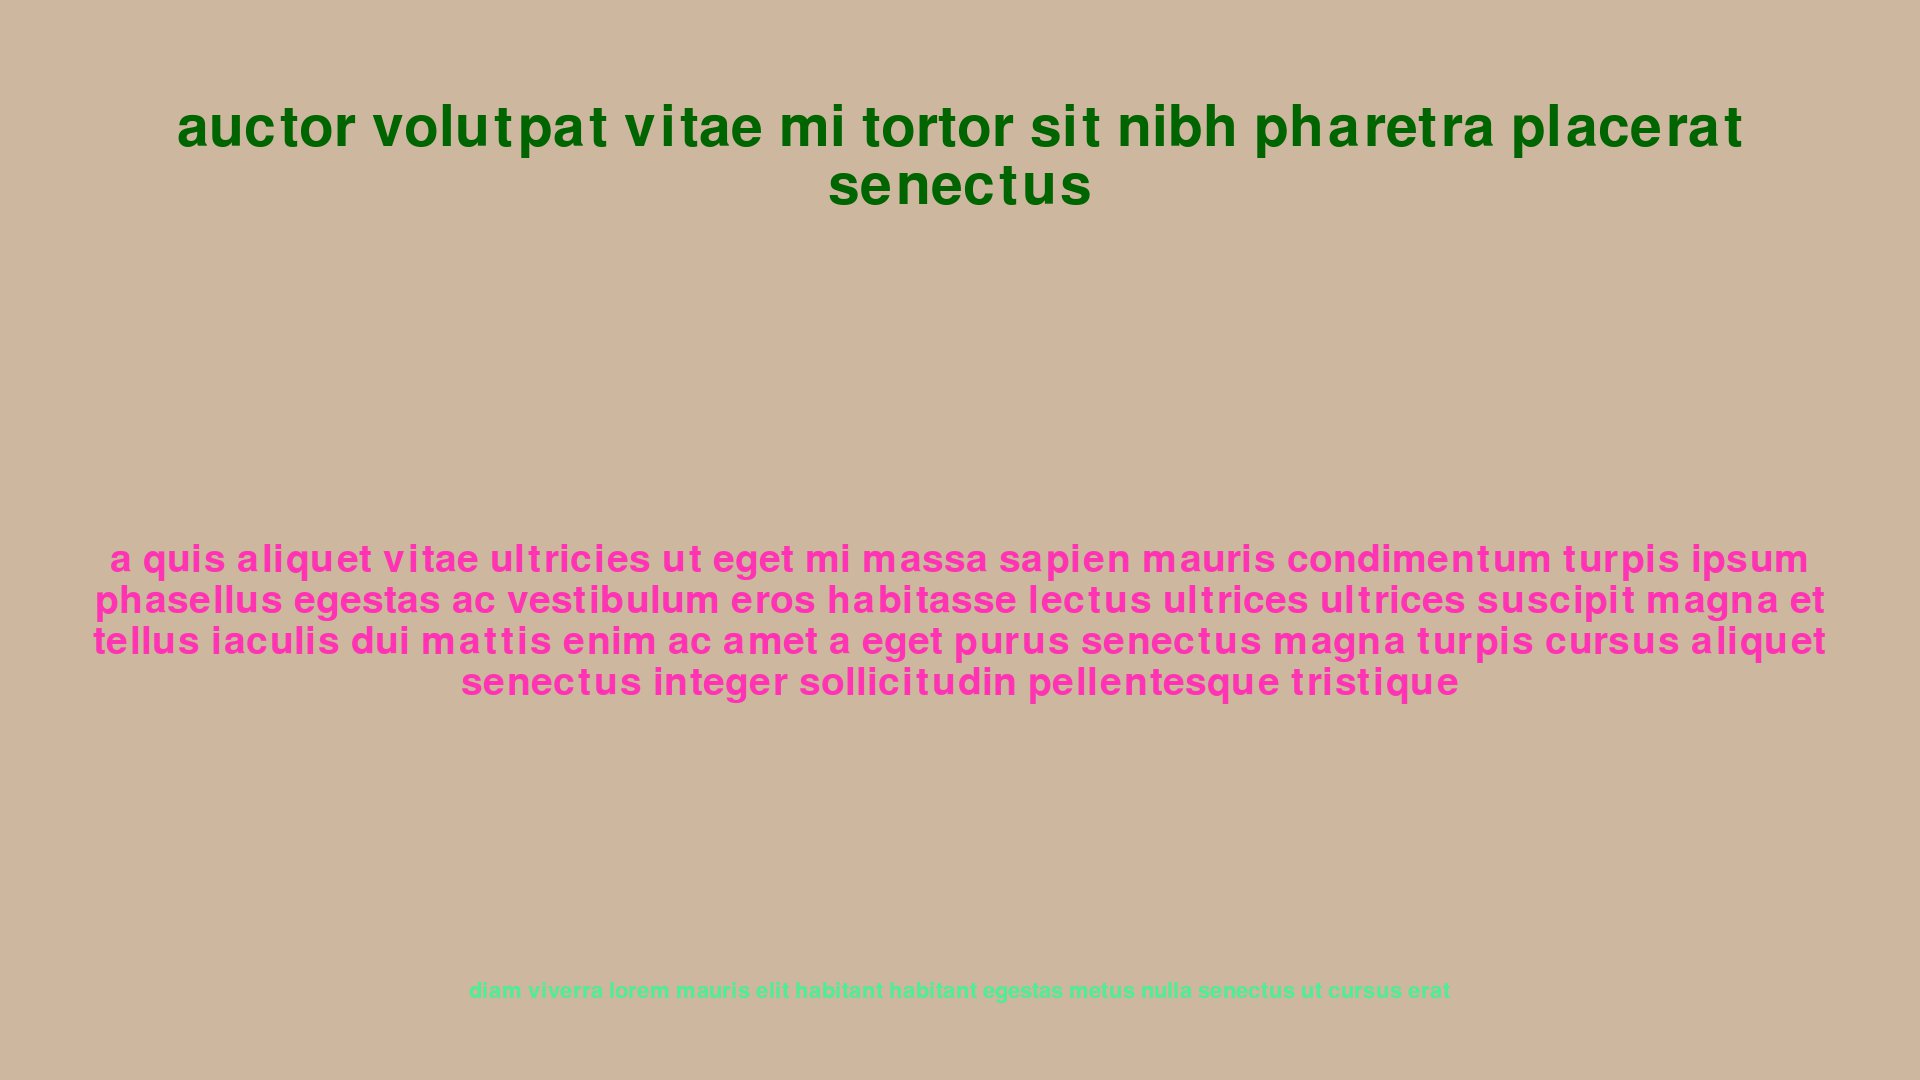 auctor volutpat vitae mi tortor sit nibh pharetra placerat
senectus
a quis aliquet vitae ultricies ut eget mi massa sapien mauris condimentum turpis ipsum
phasellus egestas ac vestibulum eros habitasse lectus ultrices ultrices suscipit magna et
tellus iaculis dui mattis enim ac amet a eget purus senectus magna turpis cursus aliquet
senectus integer sollicitudin pellentesque tristique
diam viverra lorem mauris elit habitant habitant egestas metus nulla senectus ut cursus erat